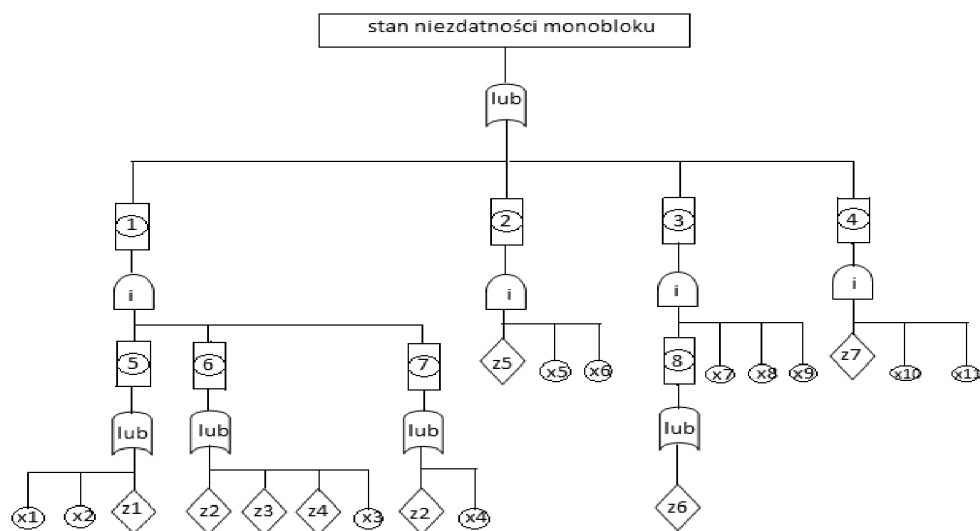 stan niezdatności monobloku
lub
1 2 3 4
i i i i
5 6 7 z5 x5 x6 8 x7 x8 x9 z7 x10 x11
lub lub lub lub
x1 x2 z1 z2 z3 z4 x3 z2 x4 z6